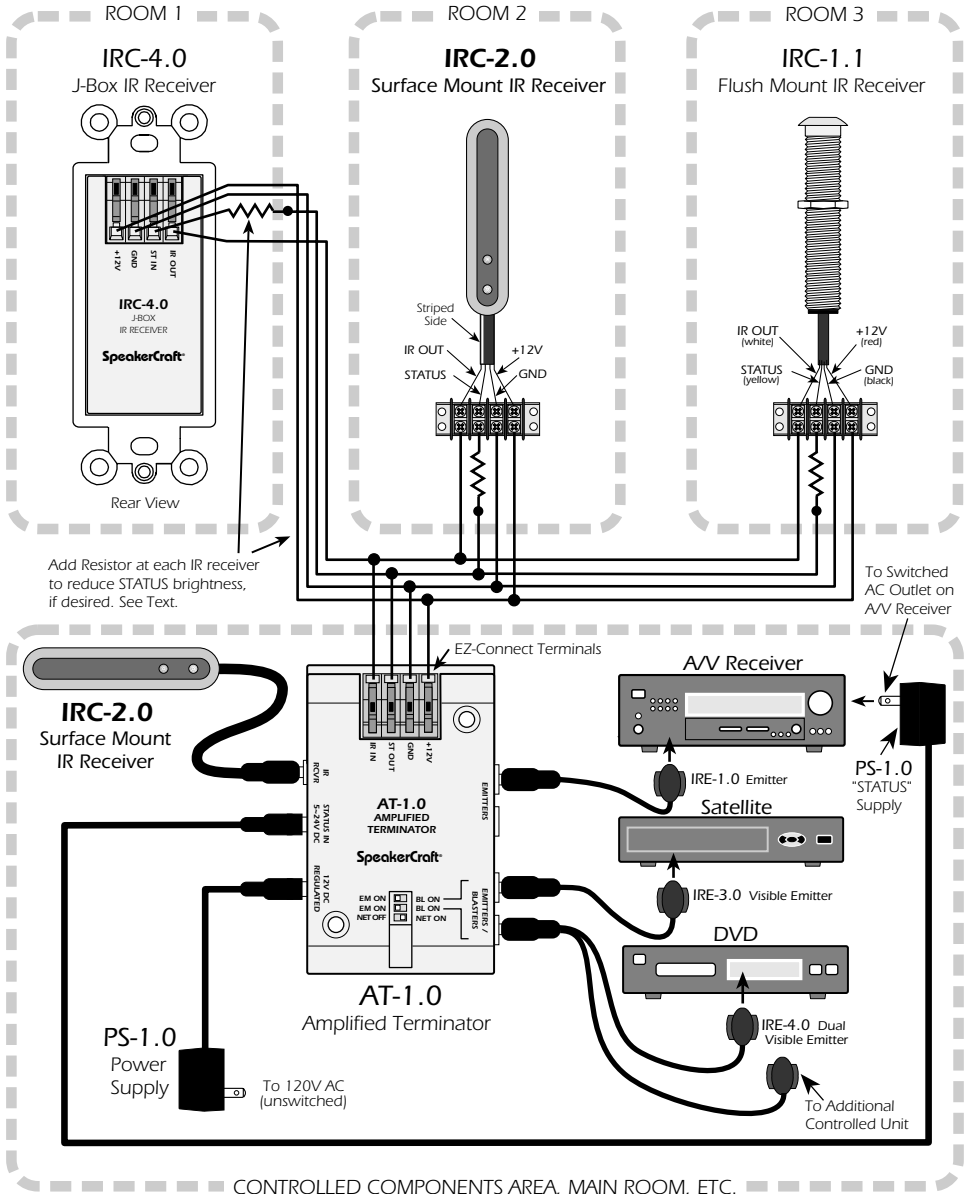 ROOM 1
IRC-4.0
J-Box IR Receiver
+12V
GND
ST IN
IR OUT
IRC-4.0
J-BOX
IR RECEIVER
SpeakerCraft®
Rear View
ROOM 2
IRC-2.0
Surface Mount IR Receiver
Striped
Side
IR OUT
+12V
STATUS
GND
ROOM 3
IRC-1.1
Flush Mount IR Receiver
IR OUT
(white)
+12V
(red)
STATUS
(yellow)
GND
(black)
Add Resistor at each IR receiver
to reduce STATUS brightness,
if desired. See Text.
To Switched
AC Outlet on
A/V Receiver
EZ-Connect Terminals
IRC-2.0
Surface Mount
IR Receiver
IR IN
ST OUT
GND
+12V
IR
RCVR
STATUS IN
5~24V DC
12V DC
REGULATED
EMITTERS
AT-1.0
AMPLIFIED
TERMINATOR
SpeakerCraft®
EM ON
BL ON
EM ON
BL ON
NET OFF
NET ON
EMITTERS /
BLASTERS
AT-1.0
Amplified Terminator
A/V Receiver
IRE-1.0 Emitter
PS-1.0
"STATUS"
Supply
Satellite
IRE-3.0 Visible Emitter
DVD
IRE-4.0 Dual
Visible Emitter
To Additional
Controlled Unit
PS-1.0
Power
Supply
To 120V AC
(unswitched)
CONTROLLED COMPONENTS AREA, MAIN ROOM, ETC.